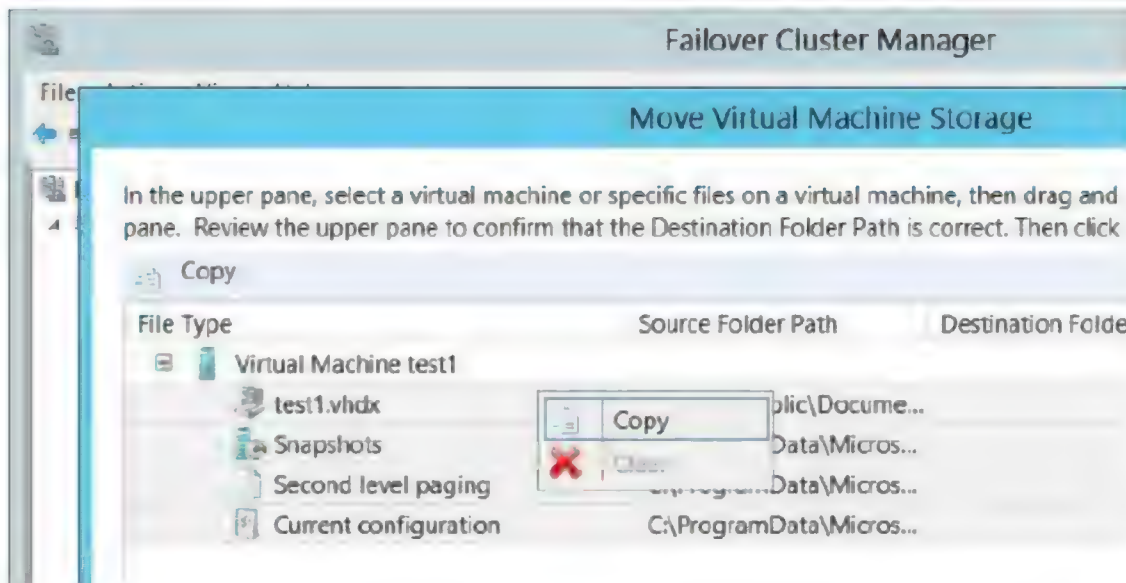 Failover Cluster Manager
File
Move Virtual Machine Storage
In the upper pane, select a virtual machine or specific files on a virtual machine, then drag and
pane. Review the upper pane to confirm that the Destination Folder Path is correct. Then click
Copy
File Type Source Folder Path Destination Folde
Virtual Machine test1
test1.vhdx Copy blic\Docume...
Snapshots Data\Micros...
Second level paging Data\Micros...
Current configuration C:\ProgramData\Micros...